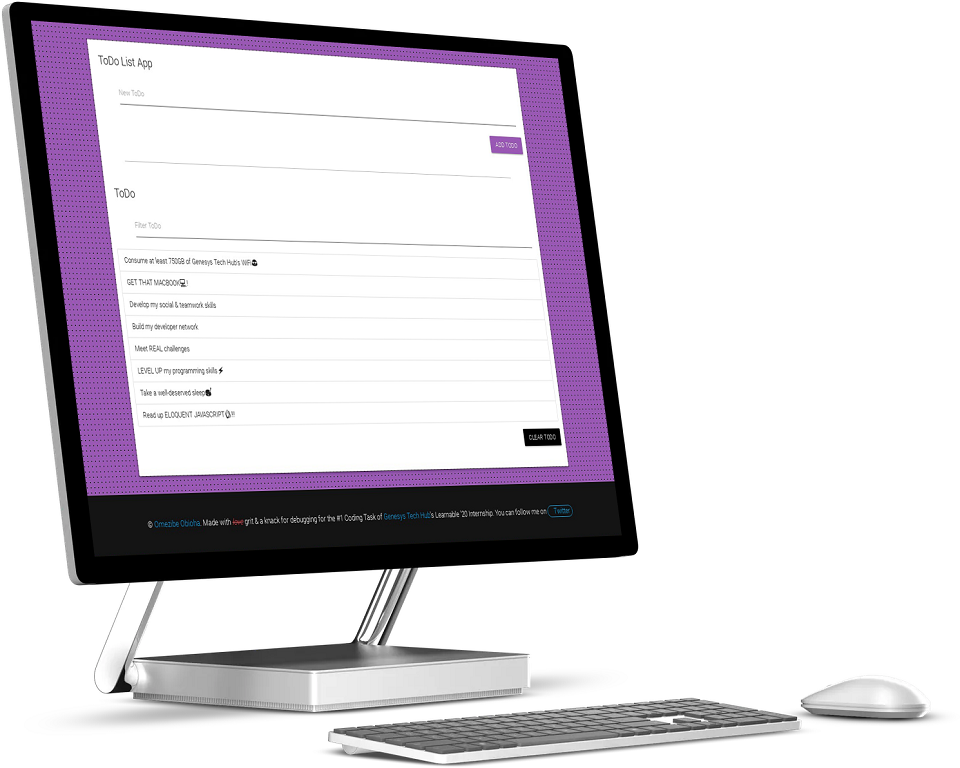 ToDo List App
New ToDo
ADD TODO
ToDo
Filter ToDo
Consume at least 750GB of Genesys Tech Hub's WiFi
GET THAT MACBOOK💻!
Develop my social & teamwork skills
Build my developer network
Meet REAL challenges
LEVEL UP my programming skills⚡
Take a well-deserved sleep
Read up ELOQUENT JAVASCRIPT!!!
CLEAR TODO
© Omezibe Obioha. Made with love grit & a knack for debugging for the #1 Coding Task of Genesys Tech Hub's Learnable '20 Internship. You can follow me on Twitter